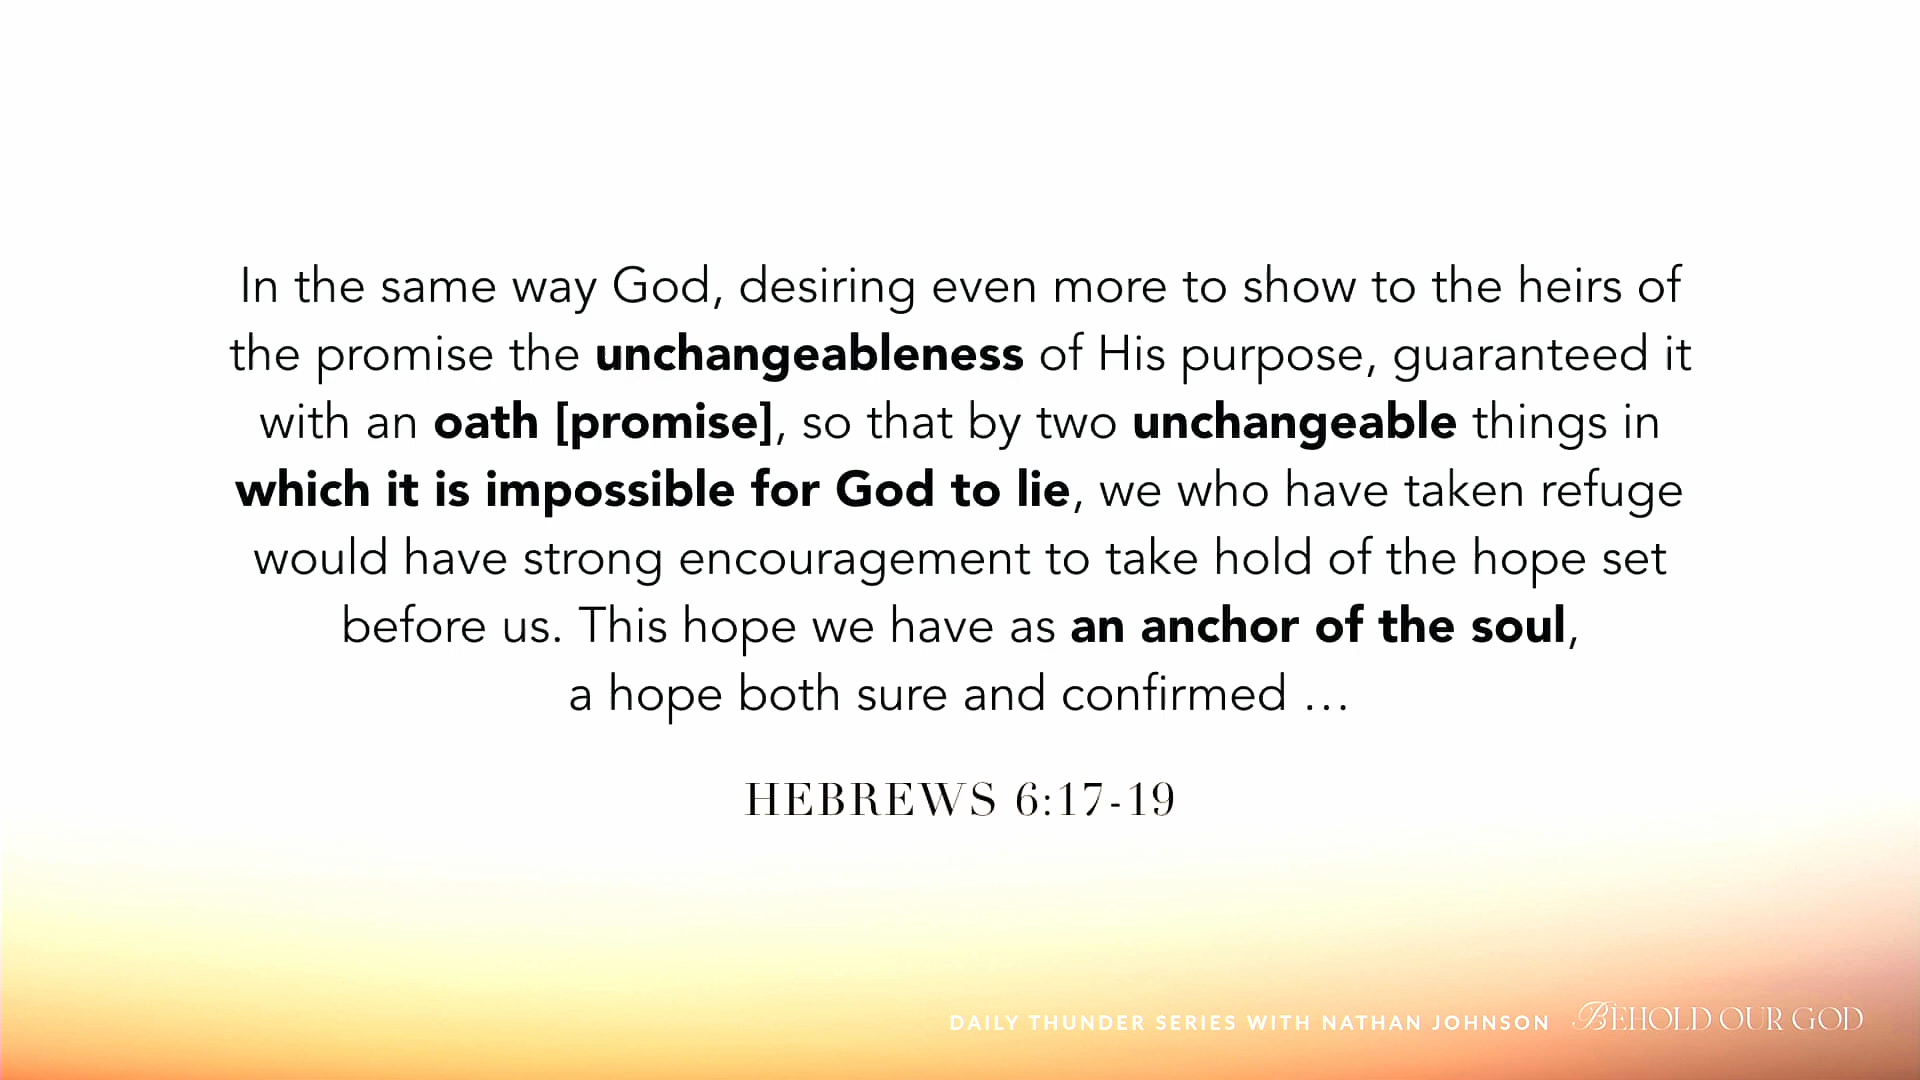 In the same way God, desiring even more to show to the heirs of
the promise the unchangeableness of His purpose, guaranteed it
with an oath [promise], so that by two unchangeable things in
which it is impossible for God to lie, we who have taken refuge
would have strong encouragement to take hold of the hope set
before us. This hope we have as an anchor of the soul,
a hope both sure and confirmed …
HEBREWS 6:17-19
DAILY THUNDER SERIES WITH NATHAN JOHNSON BEHOLD OUR GOD